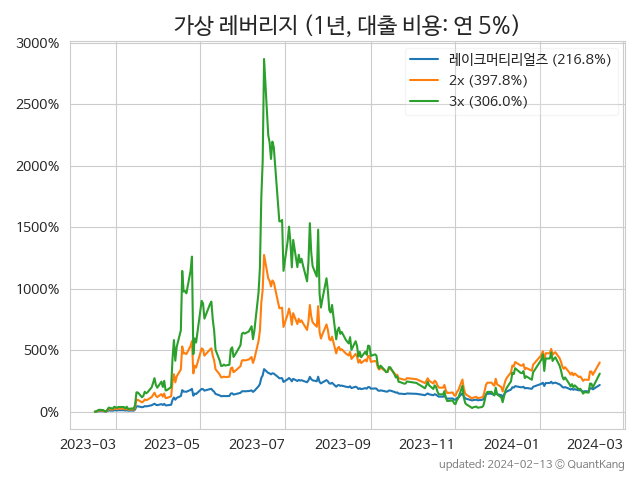 가상 레버리지 (1년, 대출 비용: 연 5%)
3000%
2500%
2000%
1500%
1000%
500%
0%
레이크머티리얼즈 (216.8%)
2x (397.8%)
3x (306.0%)
2023-03 2023-05 2023-07 2023-09 2023-11 2024-01 2024-03
updated: 2024-02-13 © QuantKang